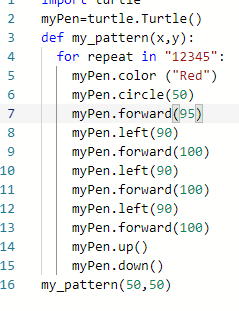 import turtle
2 myPen=turtle.Turtle()
3 def my_pattern(x,y):
4 for repeat in "12345":
5 myPen.color ("Red")
6 myPen.circle(50)
7 myPen.forward(95)
8 myPen.left(90)
9 myPen.forward(100)
10 myPen.left(90)
11 myPen.forward(100)
12 myPen.left(90)
13 myPen.forward(100)
14 myPen.up()
15 myPen.down()
16 my_pattern(50,50)